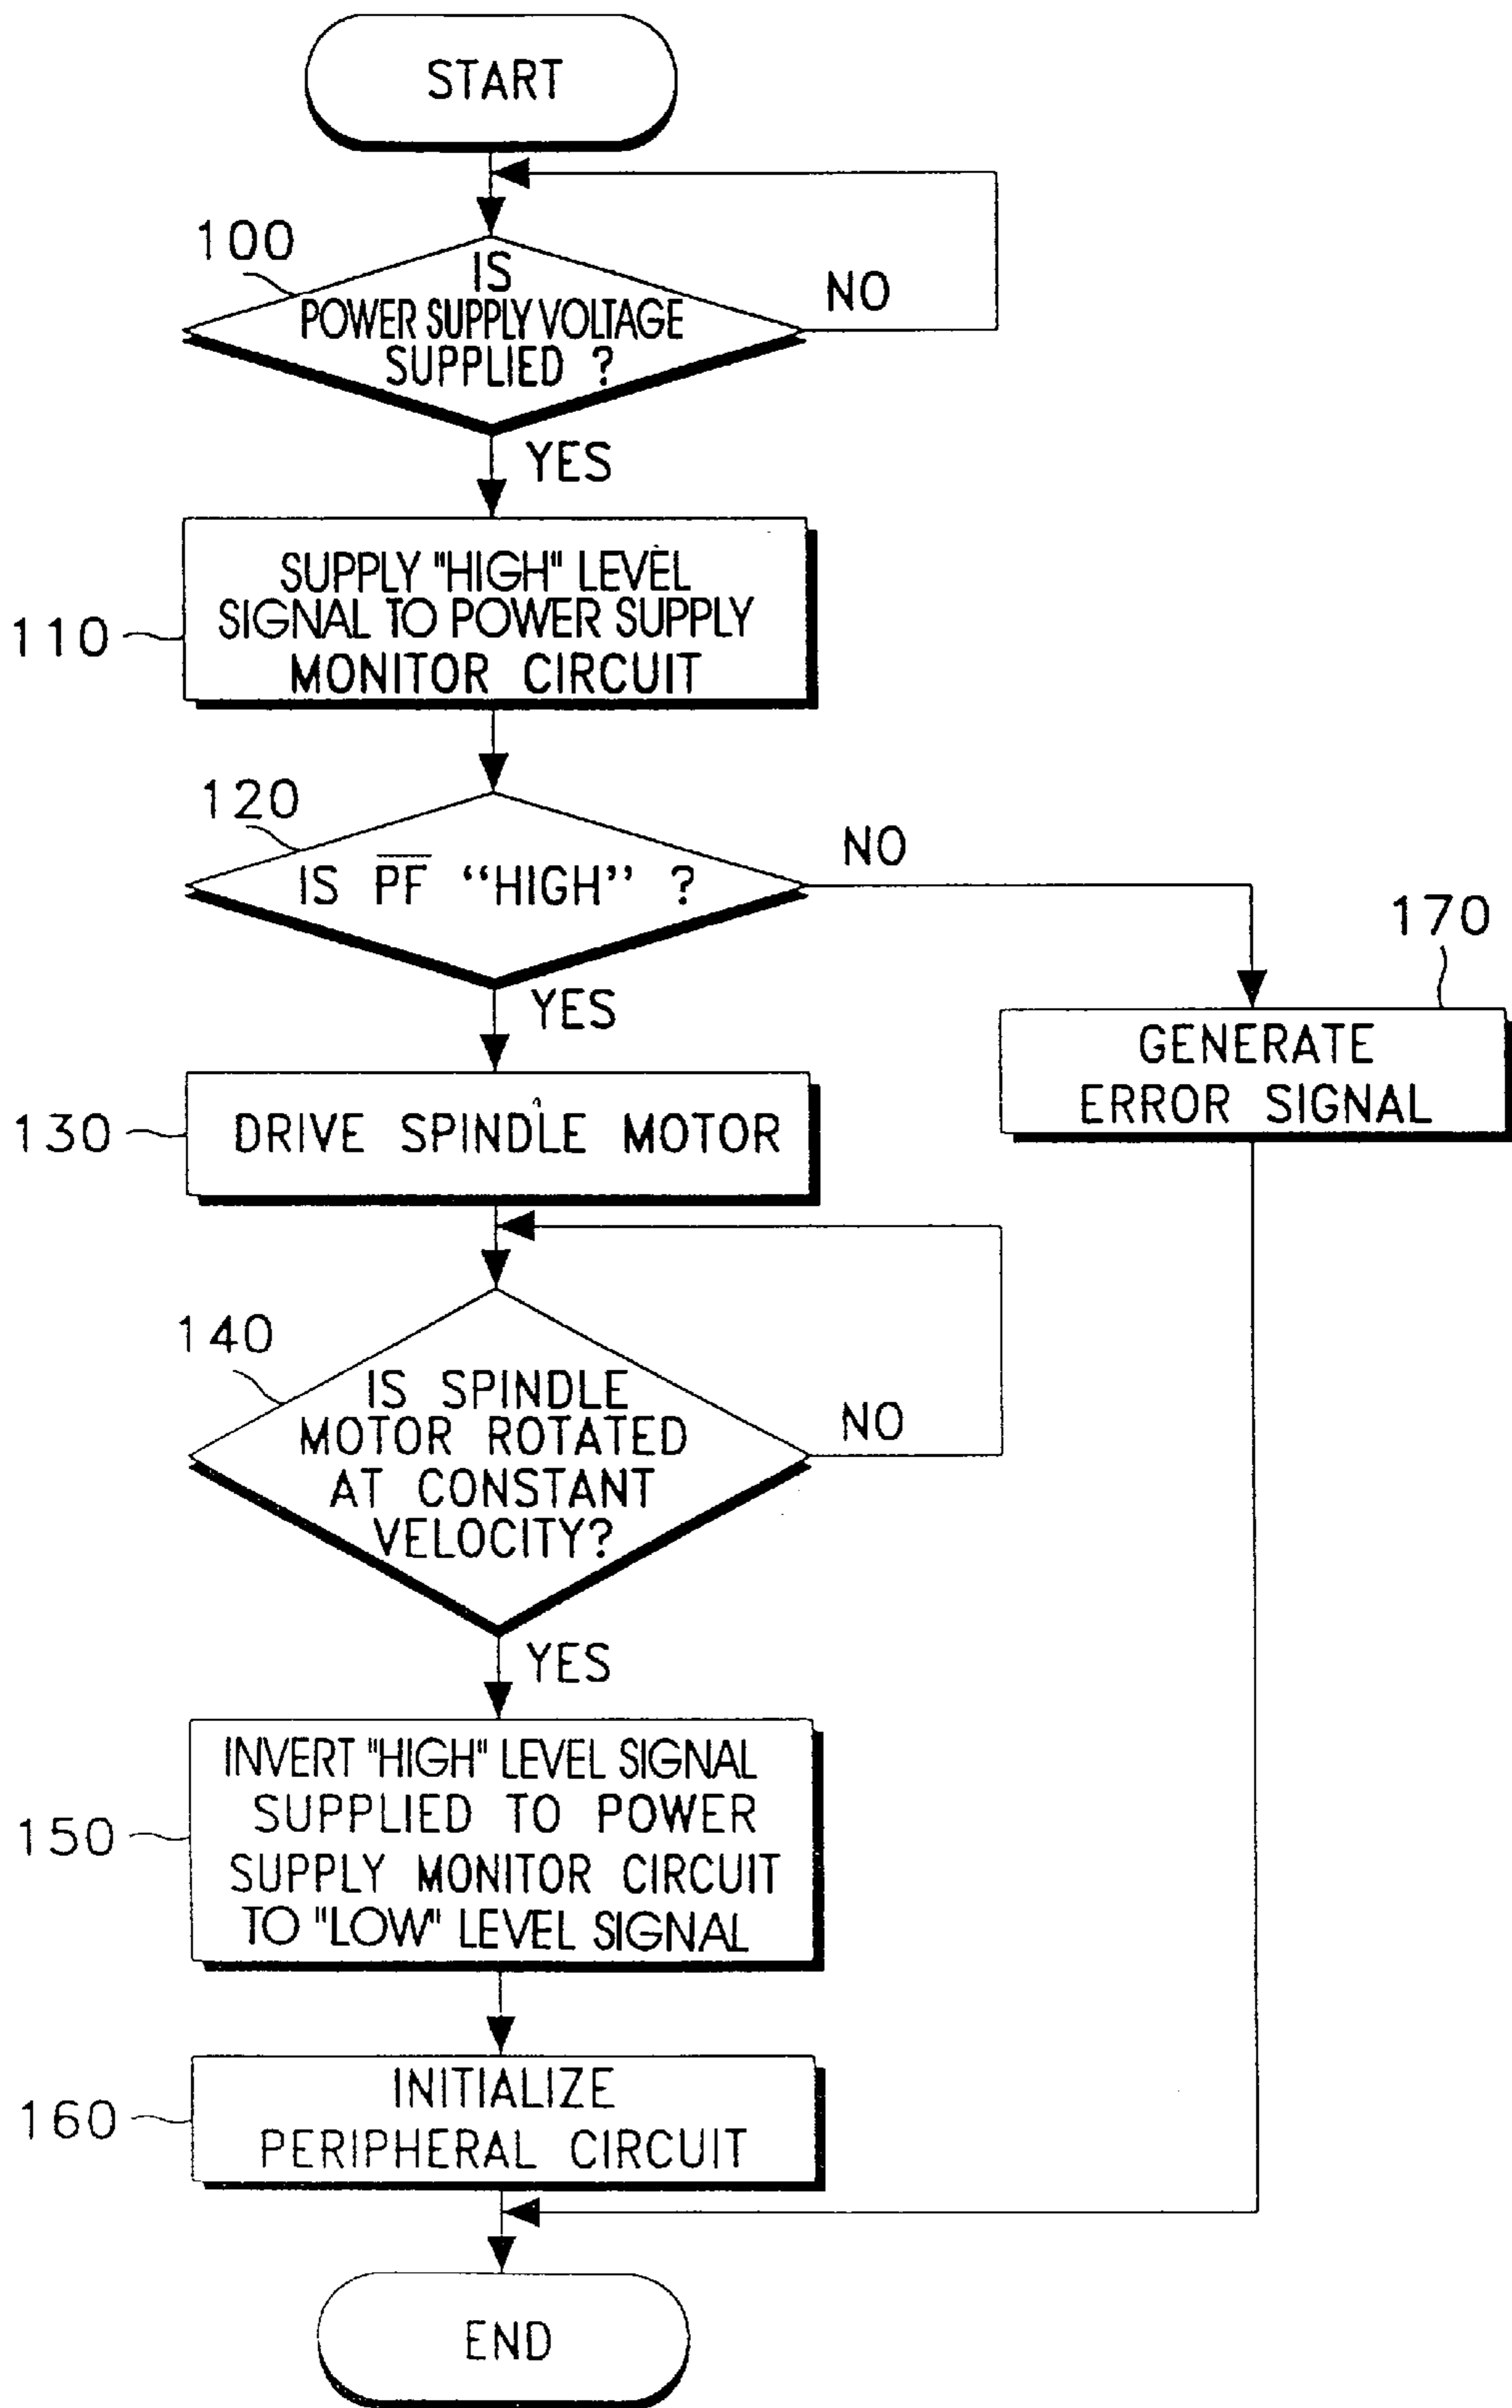 START
100
IS
POWER SUPPLY VOLTAGE
SUPPLIED ?
NO
YES
110
SUPPLY "HIGH" LEVEL
SIGNAL TO POWER SUPPLY
MONITOR CIRCUIT
120
IS P̅F̅ “HIGH” ?
NO
YES
170
GENERATE
ERROR SIGNAL
130
DRIVE SPINDLE MOTOR
140
IS SPINDLE
MOTOR ROTATED
AT CONSTANT
VELOCITY?
NO
YES
150
INVERT "HIGH" LEVEL SIGNAL
SUPPLIED TO POWER
SUPPLY MONITOR CIRCUIT
TO "LOW" LEVEL SIGNAL
160
INITIALIZE
PERIPHERAL CIRCUIT
END